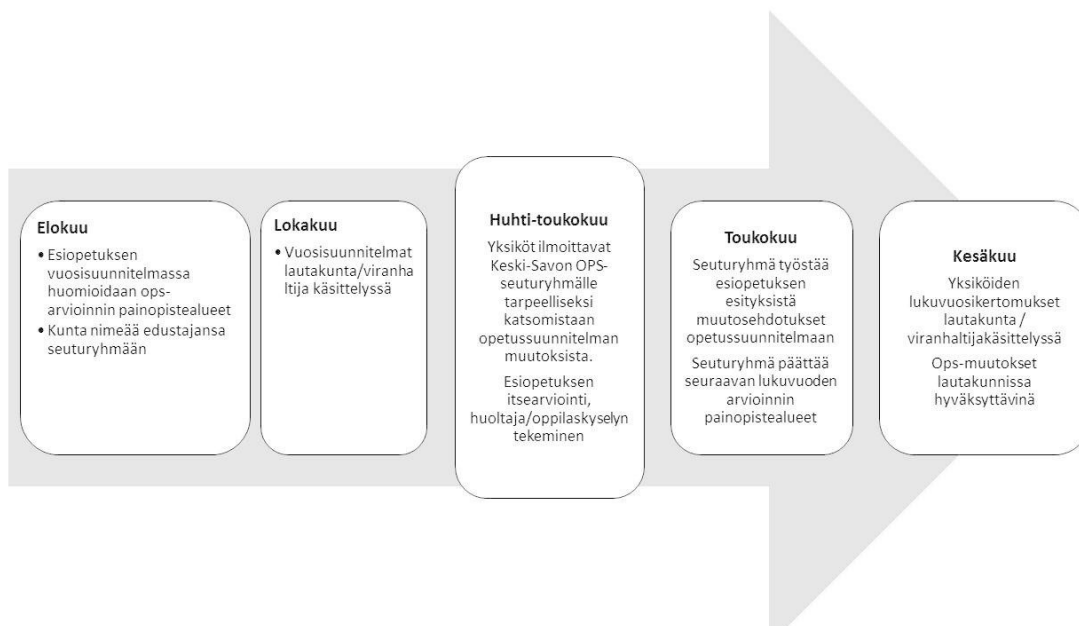 Elokuu
• Esiopetuksen
vuosisuunnitelmassa
huomioidaan ops-
arvioinnin painopistealueet
• Kunta nimeää edustajansa
seuturyhmään
Lokakuu
• Vuosisuunnitelmat
lautakunta/viranha
ltija käsittelyssä
Huhti-toukokuu
Yksiköt ilmoittavat
Keski-Savon OPS-
seuturyhmälle
tarpeelliseksi
katsomistaan
opetussuunnitelman
muutoksista.
Esiopetuksen
itsearviointi,
huoltaja/oppilaskyselyn
tekeminen
Toukokuu
Seuturyhmä työstää
esiopetuksen
esityksistä
muutosehdotukset
opetussuunnitelmaan
Seuturyhmä päättää
seuraavan lukuvuoden
arvioinnin
painopistealueet
Kesäkuu
Yksiköiden
lukuvuosikertomukset
lautakunta /
viranhaltijakäsittelyssä
Ops-muutokset
lautakunnissa
hyväksyttävinä